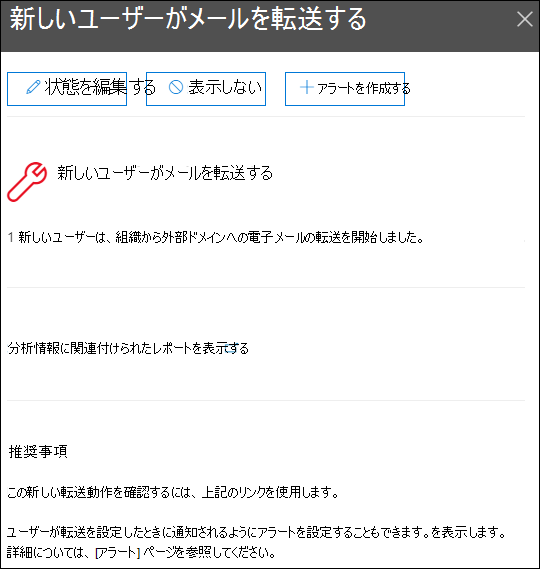 新しいユーザーがメールを転送する
状態を編集する
表示しない
アラートを作成する
新しいユーザーがメールを転送する
1 新しいユーザーは、組織から外部ドメインへの電子メールの転送を開始しました。
分析情報に関連付けられたレポートを表示する
推奨事項
この新しい転送動作を確認するには、上記のリンクを使用します。
ユーザーが転送を設定したときに通知されるようにアラートを設定することもできます。を表示します。
詳細については、[アラート] ページを参照してください。